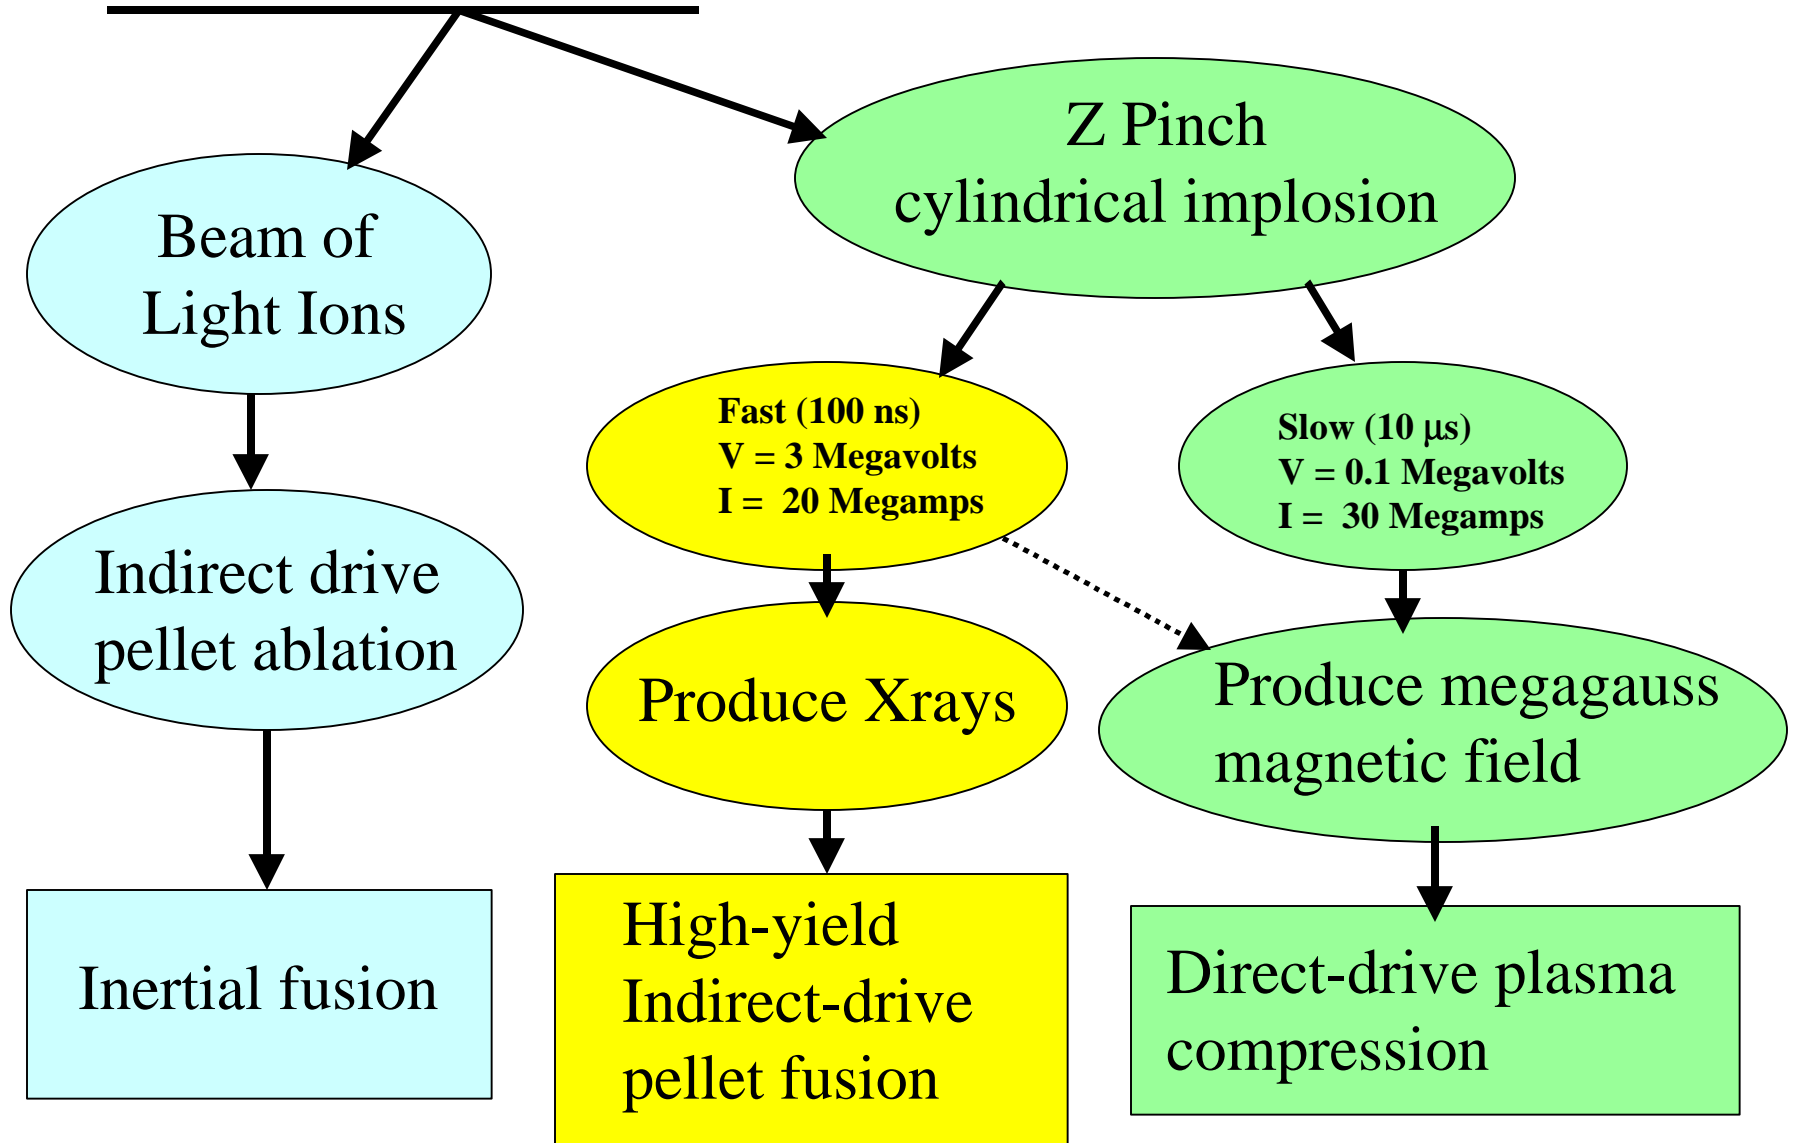 Z Pinch
cylindrical implosion
Beam of
Light Ions
Fast (100 ns)
V = 3 Megavolts
I =  20 Megamps
Slow (10 μs)
V = 0.1 Megavolts
I =  30 Megamps
Indirect drive
pellet ablation
Produce Xrays
Produce megagauss
magnetic field
Inertial fusion
High-yield
Indirect-drive
pellet fusion
Direct-drive plasma
compression